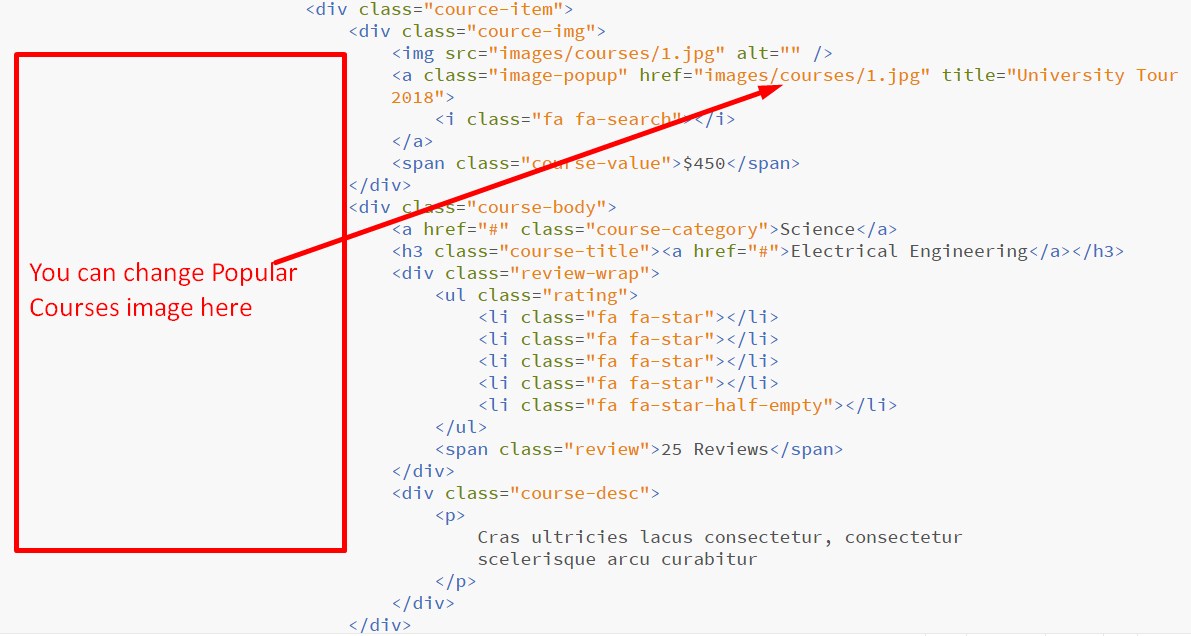 <div class="cource-item">
<div class="cource-img">
<img src="images/courses/1.jpg" alt="" />
<a class="image-popup" href="images/courses/1.jpg" title="University Tour
2018">
<i class="fa fa-search"></i>
</a>
<span class="course-value">$450</span>
</div>
<div class="course-body">
<a href="#" class="course-category">Science</a>
<h3 class="course-title"><a href="#">Electrical Engineering</a></h3>
<div class="review-wrap">
<ul class="rating">
<li class="fa fa-star"></li>
<li class="fa fa-star"></li>
<li class="fa fa-star"></li>
<li class="fa fa-star"></li>
<li class="fa fa-star-half-empty"></li>
</ul>
<span class="review">25 Reviews</span>
</div>
<div class="course-desc">
<p>
Cras ultricies lacus consectetur, consectetur
scelerisque arcu curabitur
</p>
</div>
</div>
You can change Popular
Courses image here